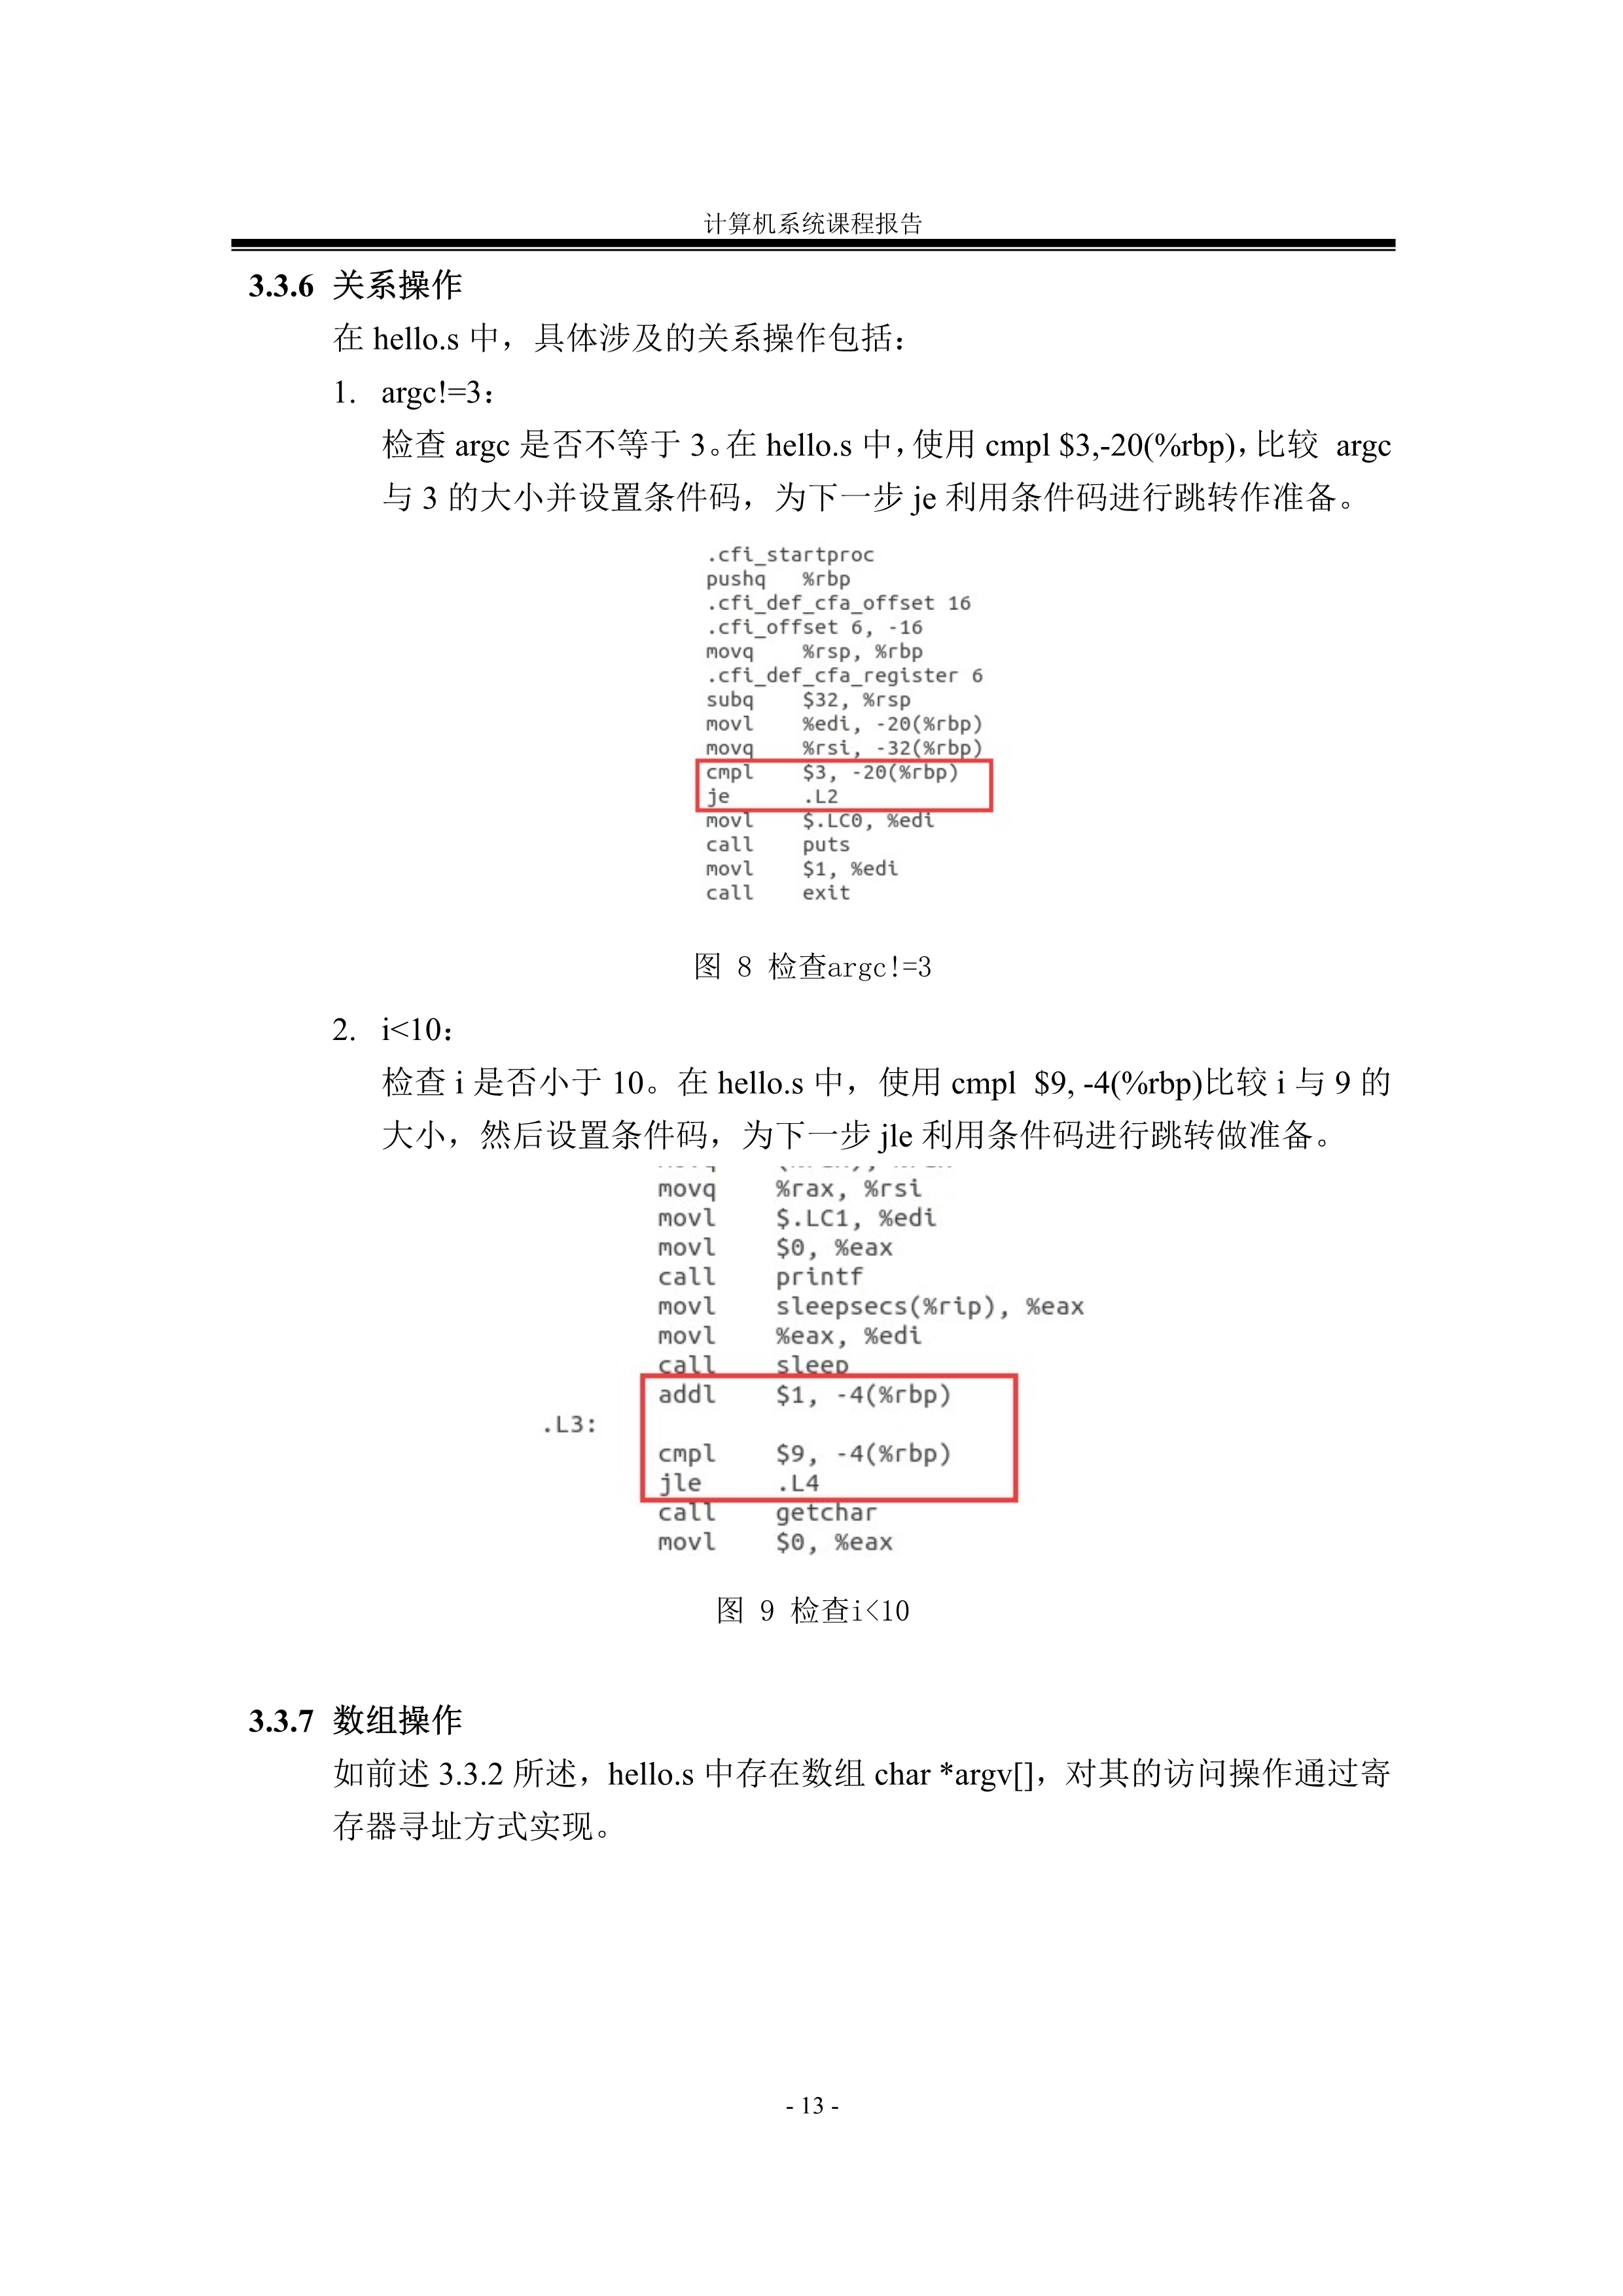 计算机系统课程报告
3.3.6 关系操作
在 hello.s 中，具体涉及的关系操作包括：
1. argc!=3：
检查 argc 是否不等于 3。在 hello.s 中，使用 cmpl $3,-20(%rbp)，比较 argc
与 3 的大小并设置条件码，为下一步 je 利用条件码进行跳转作准备。
.cfi_startproc
pushq %rbp
.cfi_def_cfa_offset 16
.cfi_offset 6, -16
movq %rsp, %rbp
.cfi_def_cfa_register 6
subq $32, %rsp
movl %edi, -20(%rbp)
movq %rsi, -32(%rbp)
cmpl $3, -20(%rbp)
je .L2
movl $.LC0, %edi
call puts
movl $1, %edi
call exit
图 8 检查argc!=3
2. i<10：
检查 i 是否小于 10。在 hello.s 中，使用 cmpl $9, -4(%rbp)比较 i 与 9 的
大小，然后设置条件码，为下一步 jle 利用条件码进行跳转做准备。
movq %rax, %rsi
movl $.LC1, %edi
movl $0, %eax
call printf
movl sleepsecs(%rip), %eax
movl %eax, %edi
call sleep
addl $1, -4(%rbp)
.L3:
cmpl $9, -4(%rbp)
jle .L4
call getchar
movl $0, %eax
图 9 检查i<10
3.3.7 数组操作
如前述 3.3.2 所述，hello.s 中存在数组 char *argv[]，对其的访问操作通过寄
存器寻址方式实现。
- 13 -